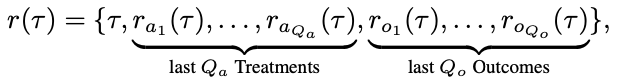 r(τ) = {τ, r_{a_1}(τ), …, r_{a_{Q_a}}(τ), r_{o_1}(τ), …, r_{o_{Q_o}}(τ)},
last Q_a Treatments last Q_o Outcomes